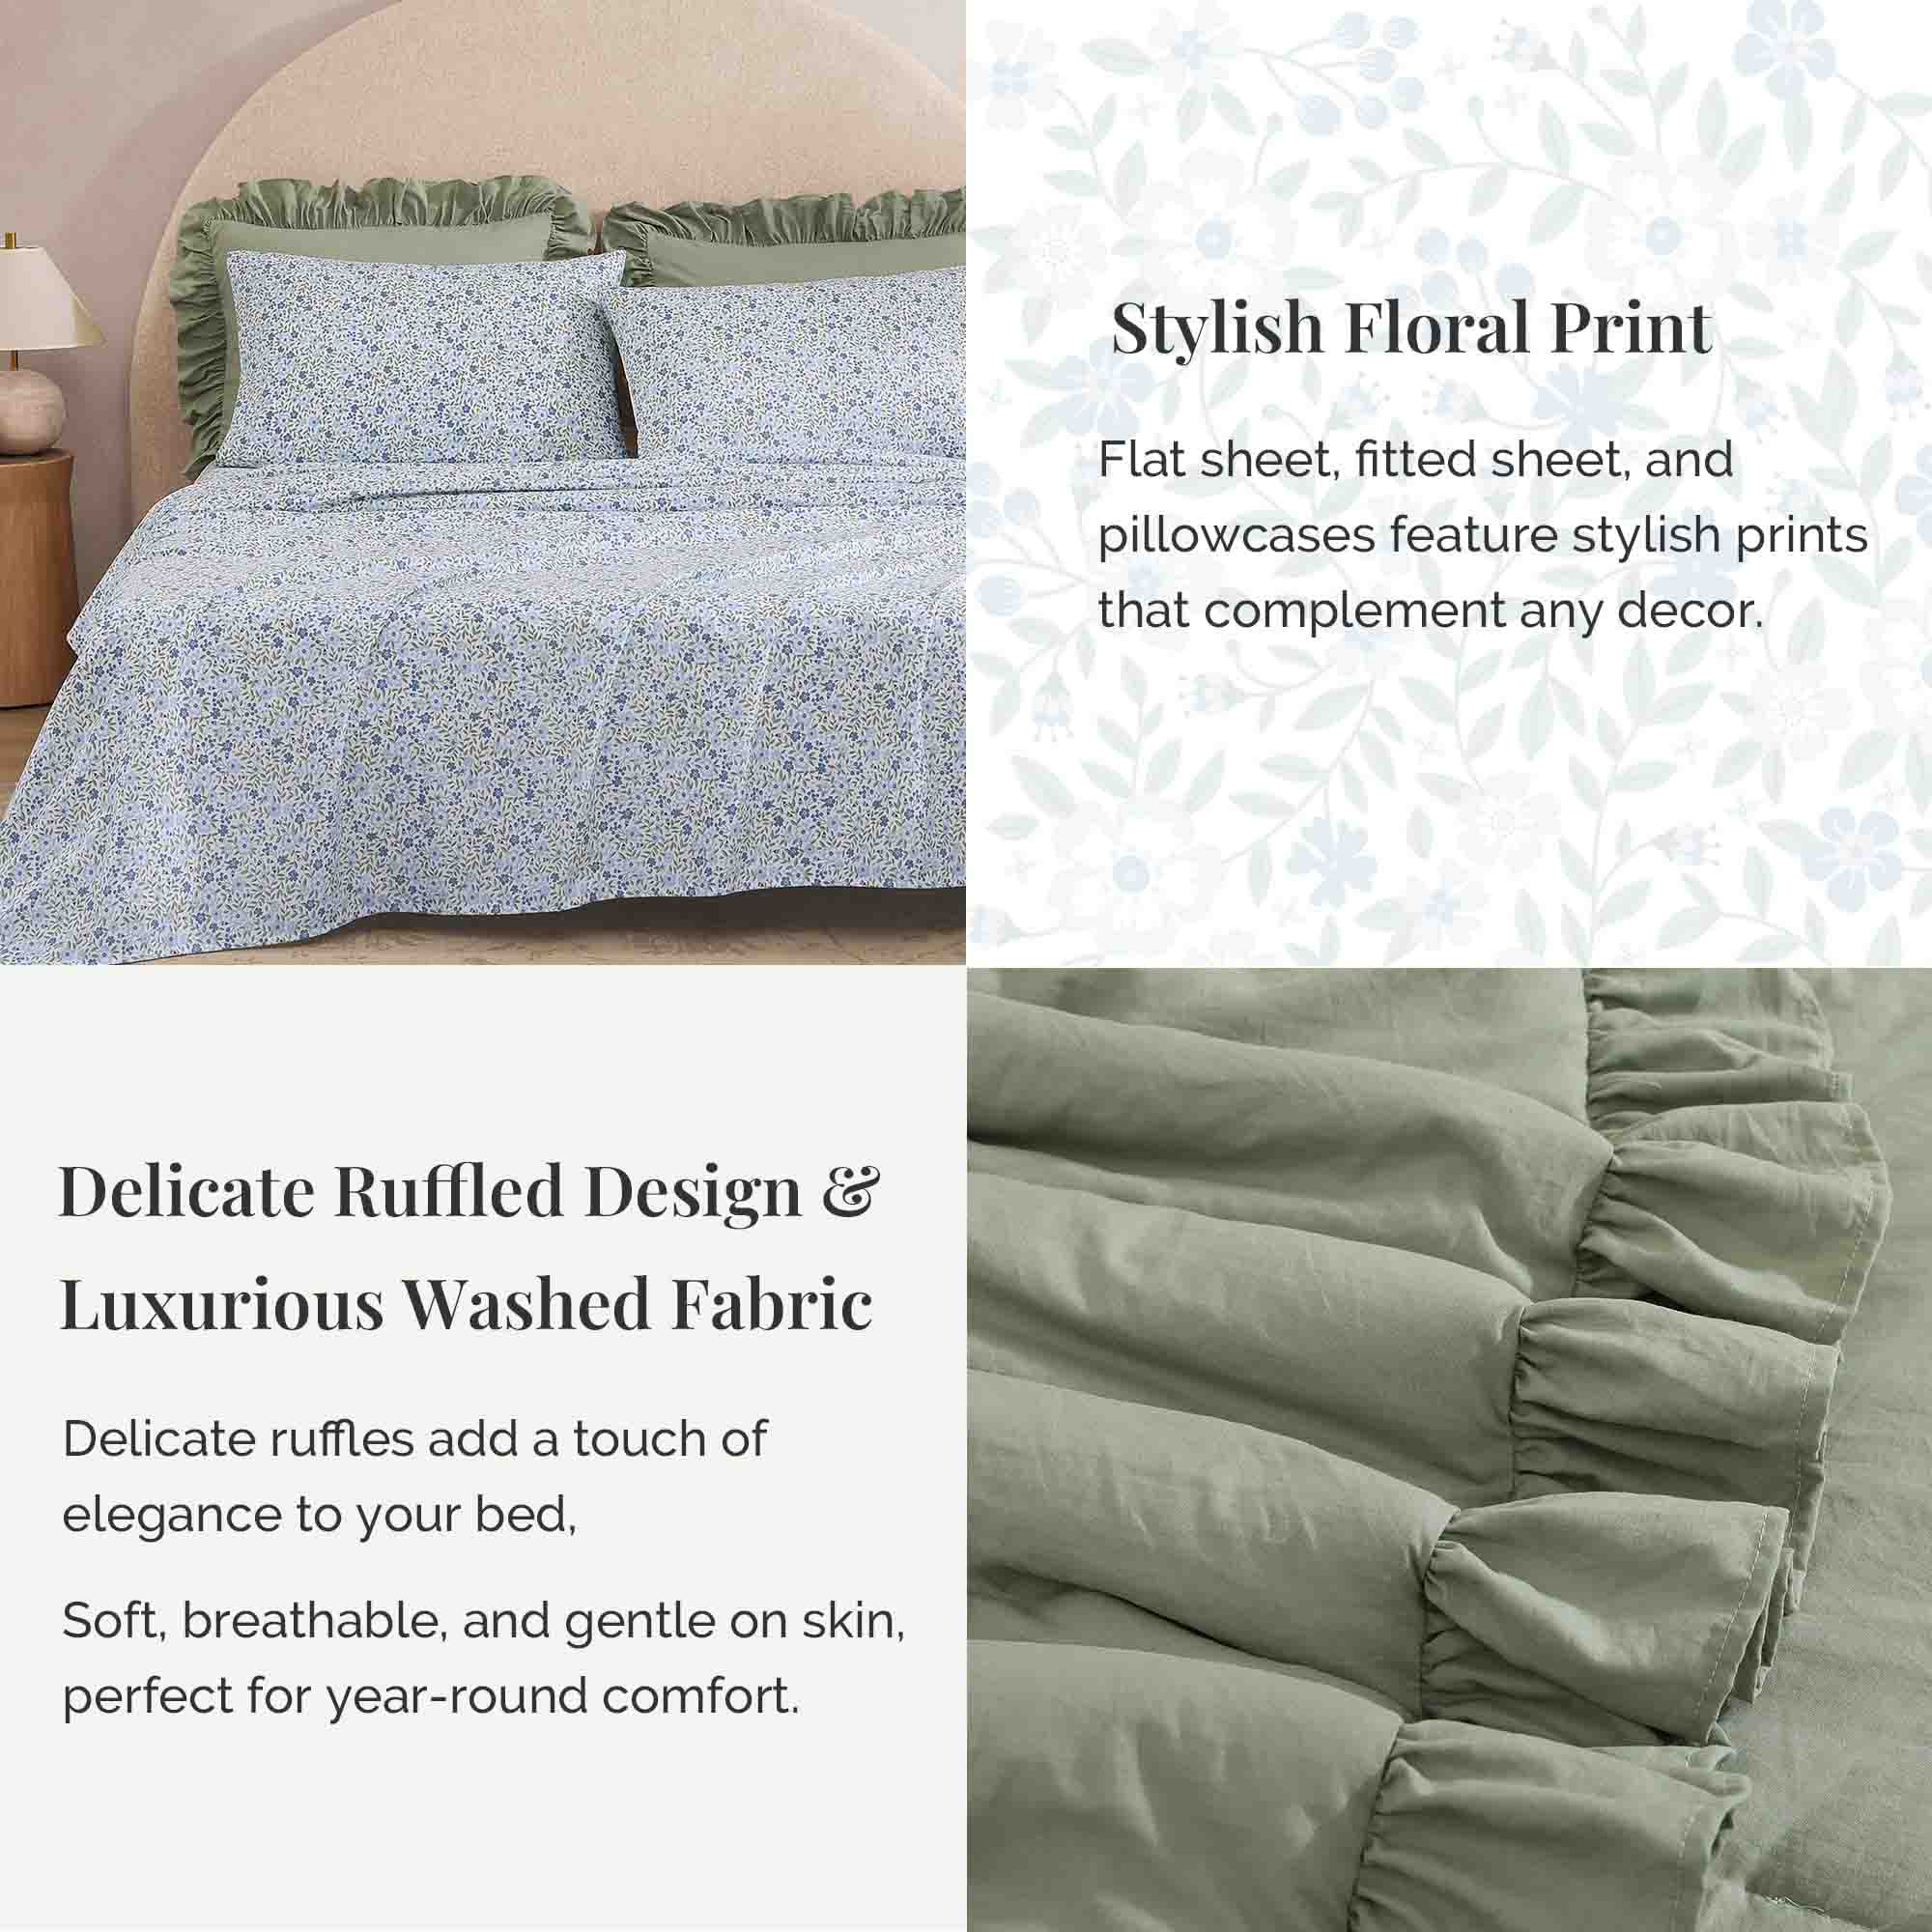 Stylish Floral Print
Flat sheet, fitted sheet, and
pillowcases feature stylish prints
that complement any decor.
Delicate Ruffled Design &
Luxurious Washed Fabric
Delicate ruffles add a touch of
elegance to your bed,
Soft, breathable, and gentle on skin,
perfect for year-round comfort.